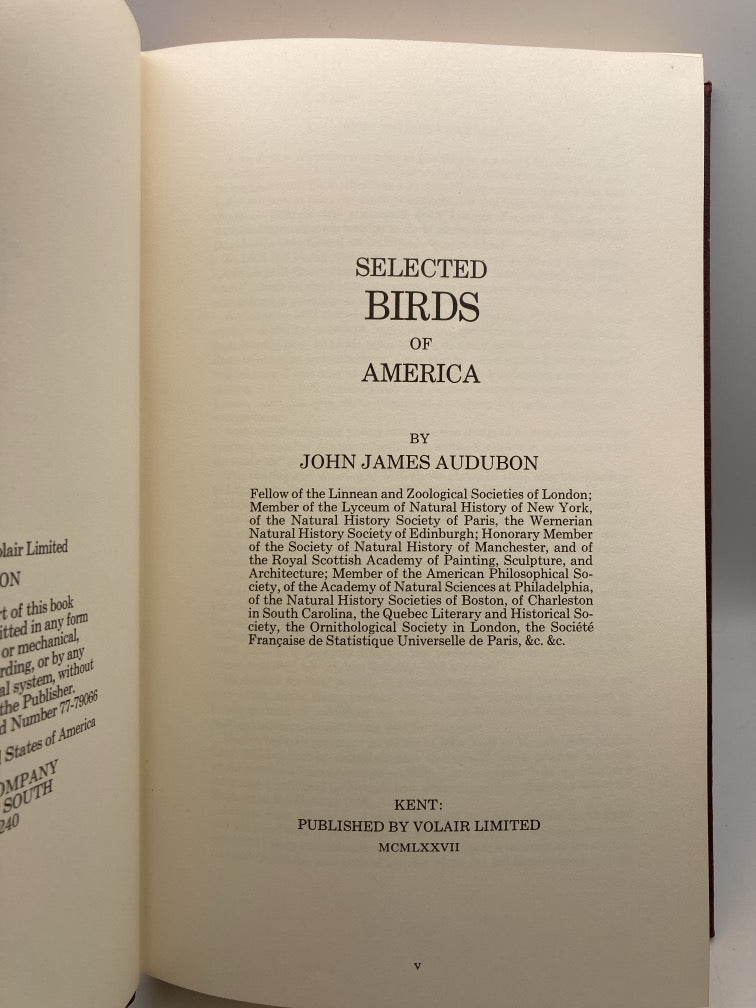 olair Limited
ON
rt of this book
itted in any form
or mechanical,
rding, or by any
al system, without
the Publisher.
d Number 77-79066
States of America
OMPANY
SOUTH
240
SELECTED
BIRDS
OF
AMERICA
BY
JOHN JAMES AUDUBON
Fellow of the Linnean and Zoological Societies of London;
Member of the Lyceum of Natural History of New York,
of the Natural History Society of Paris, the Wernerian
Natural History Society of Edinburgh; Honorary Member
of the Society of Natural History of Manchester, and of
the Royal Scottish Academy of Painting, Sculpture, and
Architecture; Member of the American Philosophical So-
ciety, of the Academy of Natural Sciences at Philadelphia,
of the Natural History Societies of Boston, of Charleston
in South Carolina, the Quebec Literary and Historical So-
ciety, the Ornithological Society in London, the Société
Française de Statistique Universelle de Paris, &c. &c.
KENT:
PUBLISHED BY VOLAIR LIMITED
MCMLXXVII
v